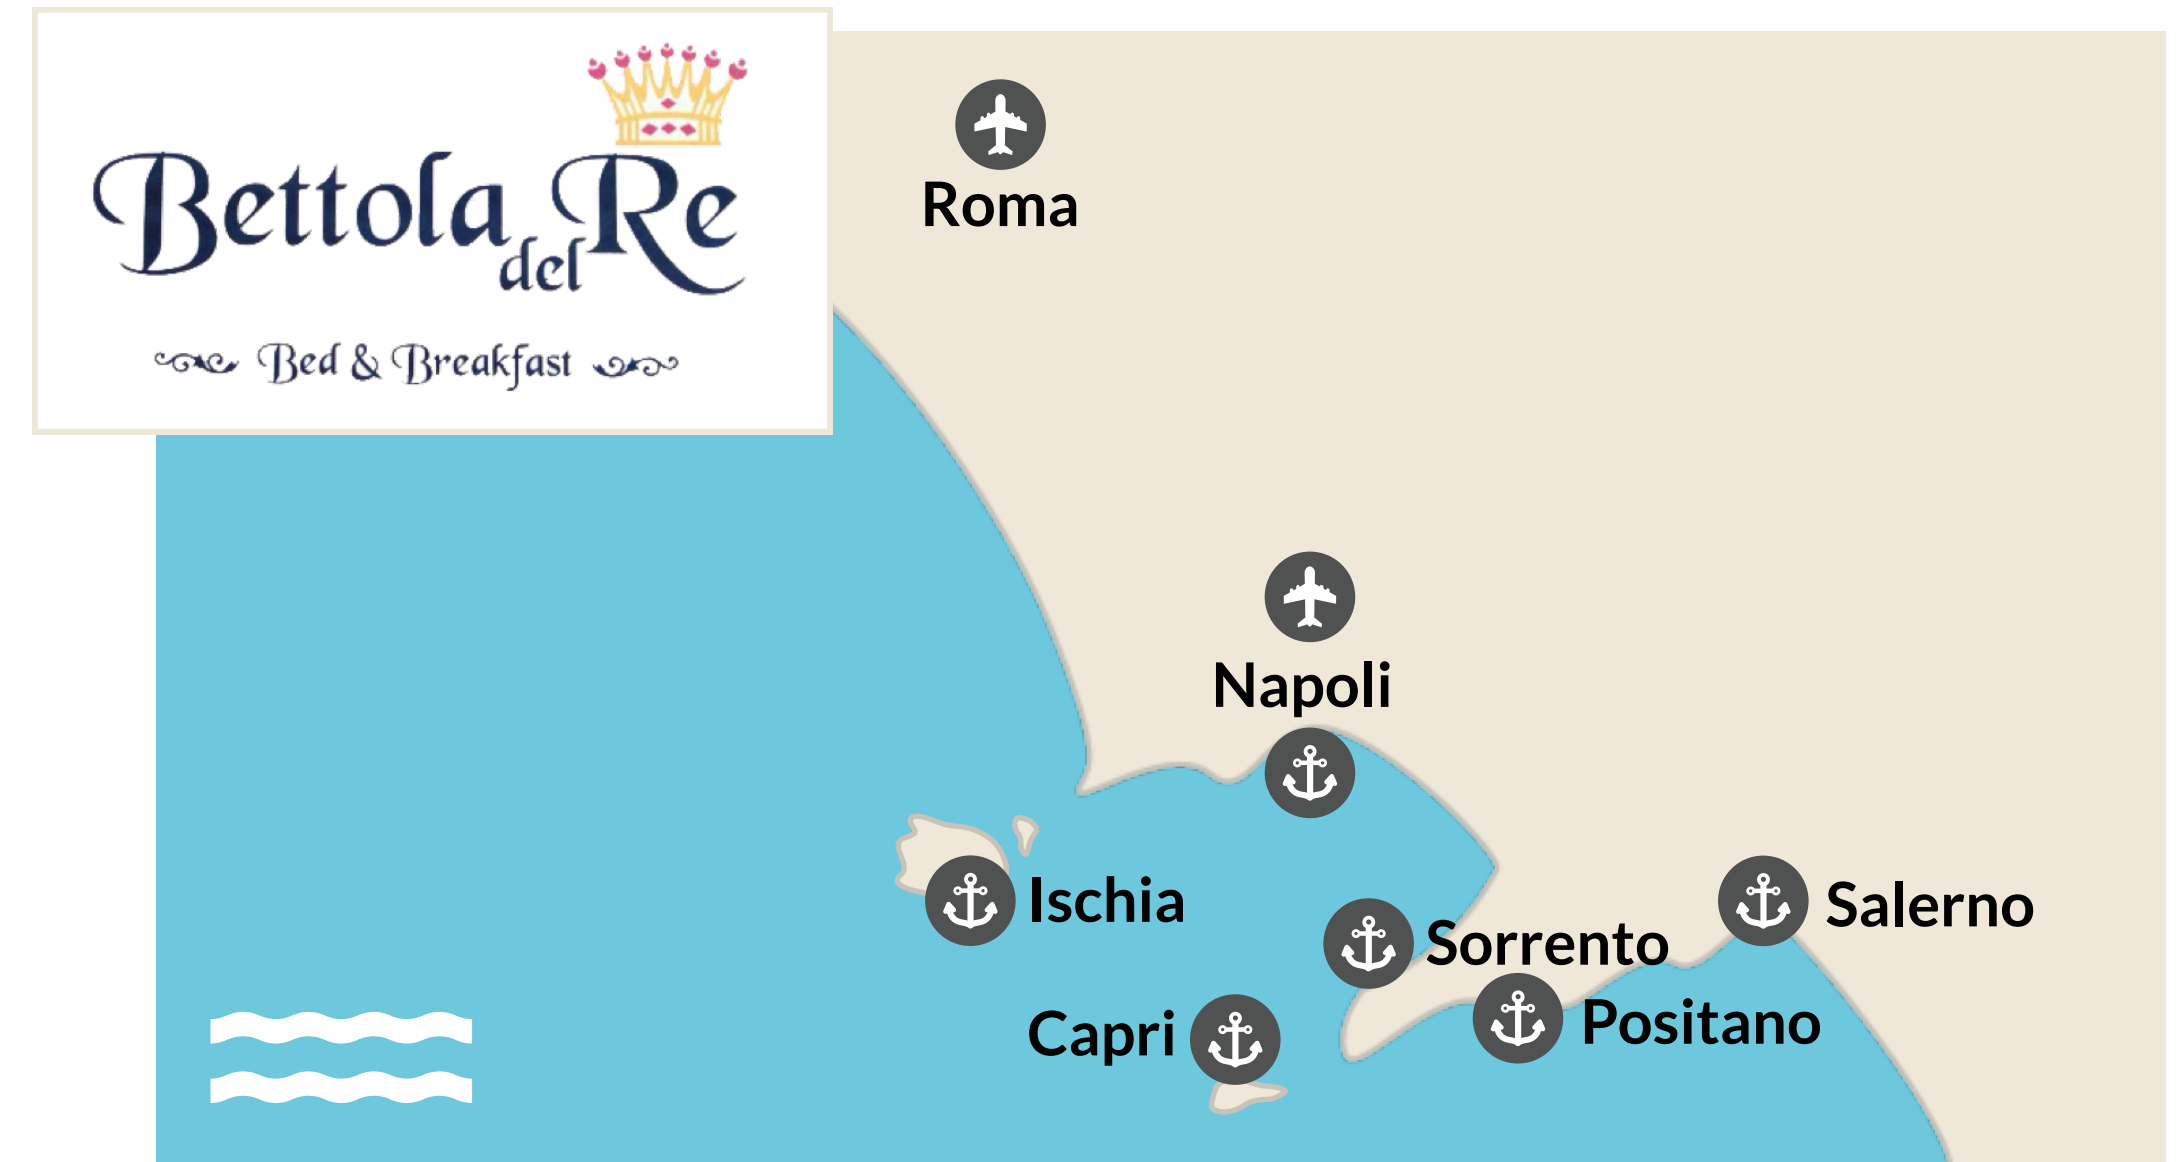 Bettola del Re
Bed & Breakfast
Roma
Napoli
Ischia
Salerno
Sorrento
Positano
Capri